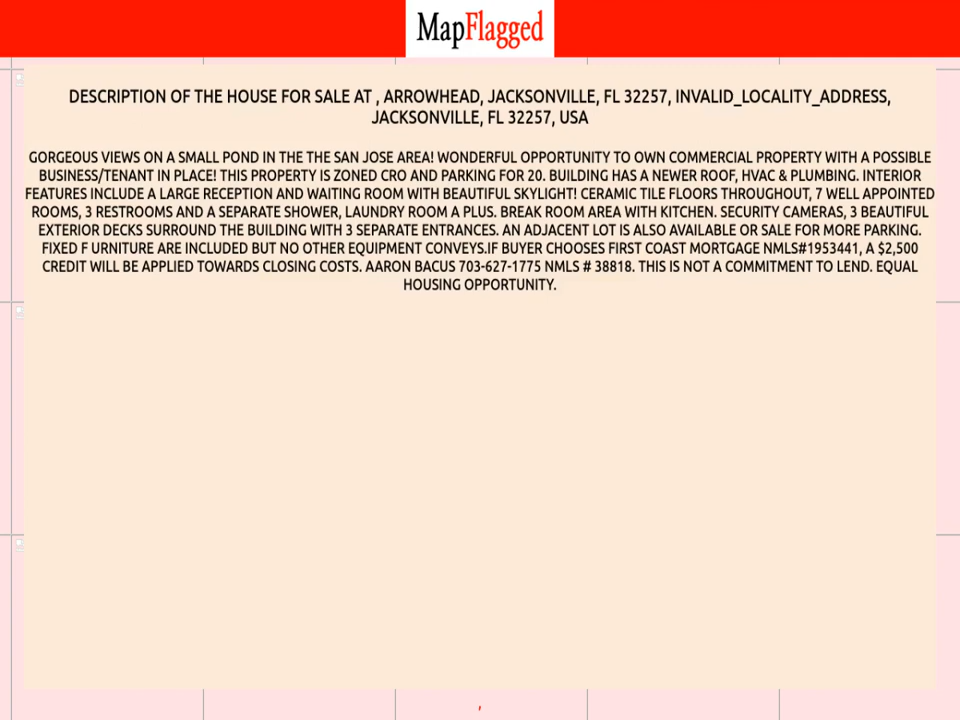 MapFlagged
DESCRIPTION OF THE HOUSE FOR SALE AT , ARROWHEAD, JACKSONVILLE, FL 32257, INVALID_LOCALITY_ADDRESS,
JACKSONVILLE, FL 32257, USA
GORGEOUS VIEWS ON A SMALL POND IN THE THE SAN JOSE AREA! WONDERFUL OPPORTUNITY TO OWN COMMERCIAL PROPERTY WITH A POSSIBLE
BUSINESS/TENANT IN PLACE! THIS PROPERTY IS ZONED CRO AND PARKING FOR 20. BUILDING HAS A NEWER ROOF, HVAC & PLUMBING. INTERIOR
FEATURES INCLUDE A LARGE RECEPTION AND WAITING ROOM WITH BEAUTIFUL SKYLIGHT! CERAMIC TILE FLOORS THROUGHOUT, 7 WELL APPOINTED
ROOMS, 3 RESTROOMS AND A SEPARATE SHOWER, LAUNDRY ROOM A PLUS. BREAK ROOM AREA WITH KITCHEN. SECURITY CAMERAS, 3 BEAUTIFUL
EXTERIOR DECKS SURROUND THE BUILDING WITH 3 SEPARATE ENTRANCES. AN ADJACENT LOT IS ALSO AVAILABLE OR SALE FOR MORE PARKING.
FIXED F URNITURE ARE INCLUDED BUT NO OTHER EQUIPMENT CONVEYS.IF BUYER CHOOSES FIRST COAST MORTGAGE NMLS#1953441, A $2,500
CREDIT WILL BE APPLIED TOWARDS CLOSING COSTS. AARON BACUS 703-627-1775 NMLS # 38818. THIS IS NOT A COMMITMENT TO LEND. EQUAL
HOUSING OPPORTUNITY.
,